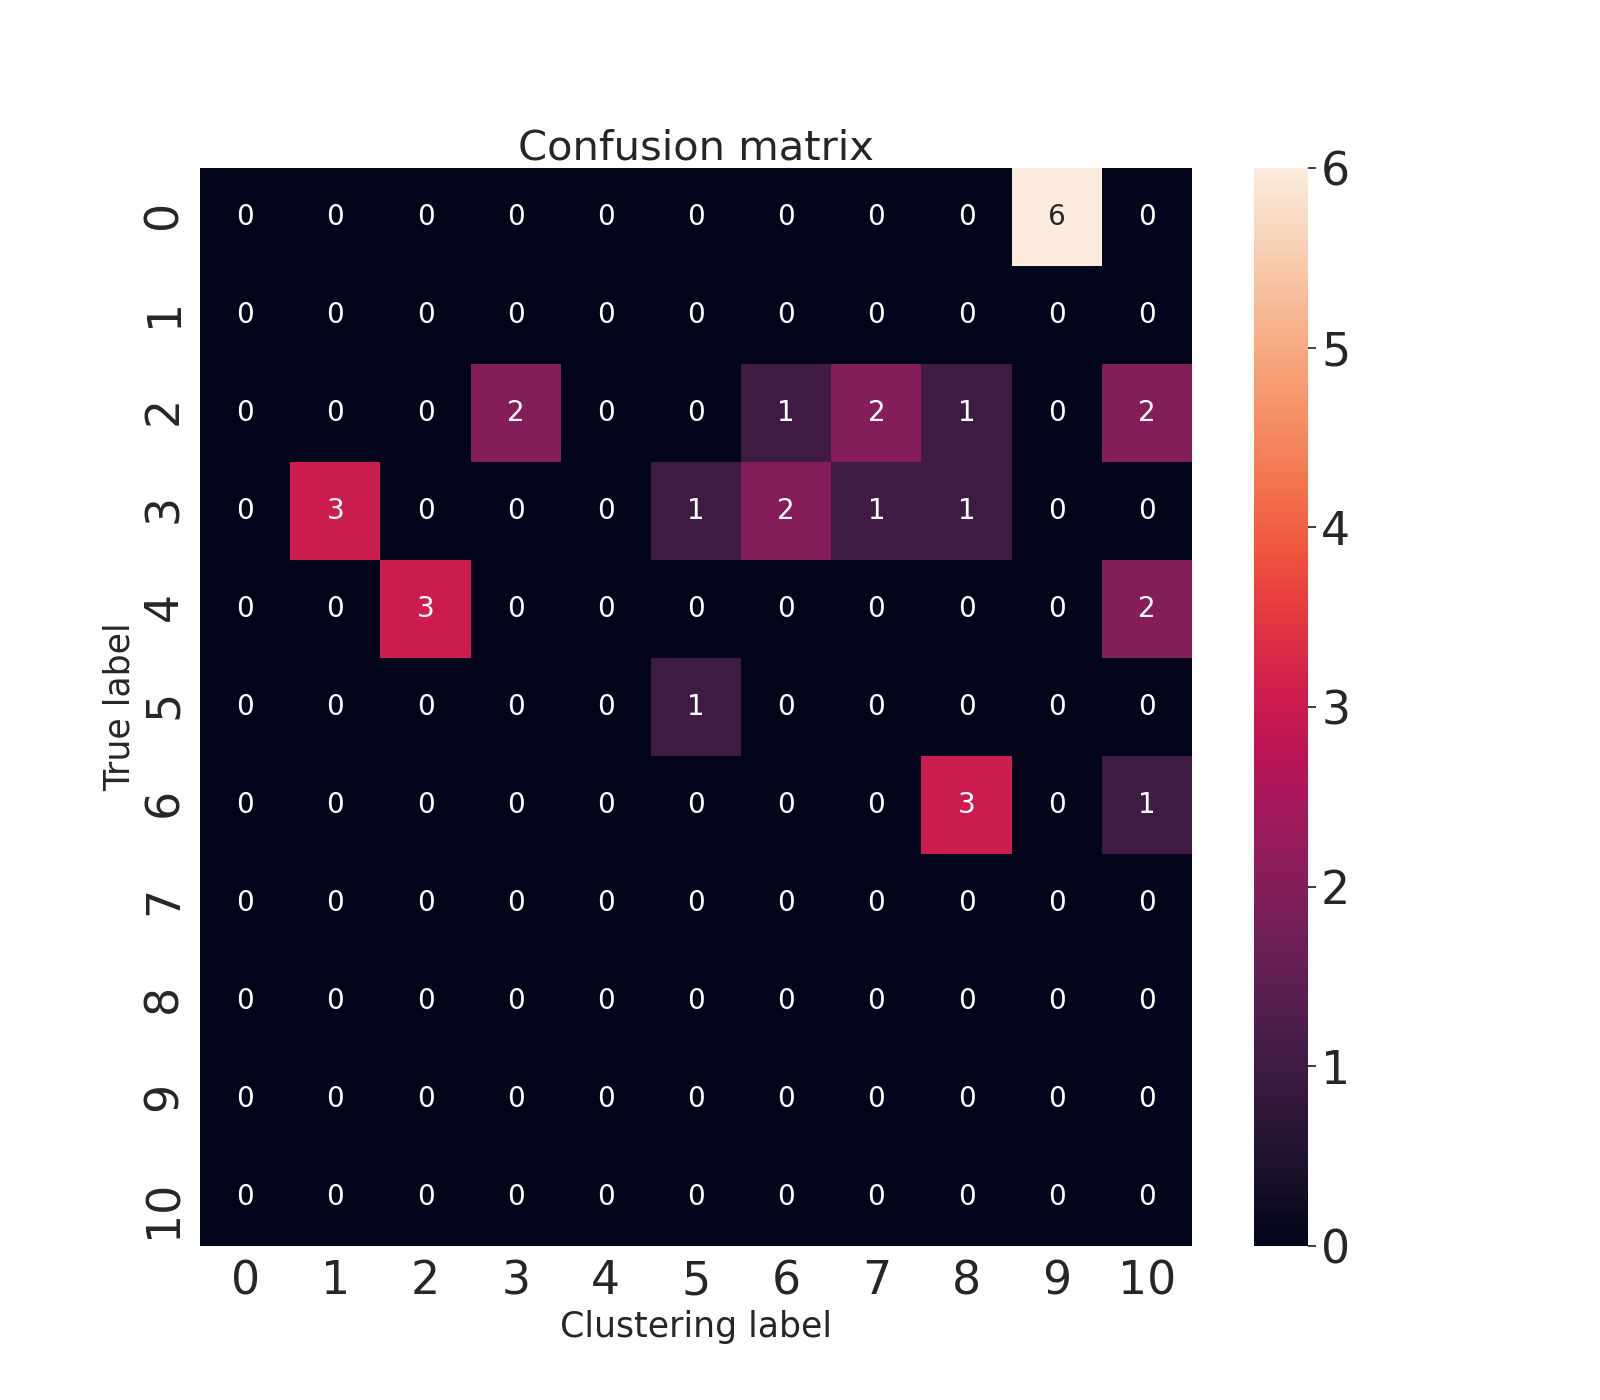 Confusion matrix
0 0 0 0 0 0 0 0 0 0 6 0
1 0 0 0 0 0 0 0 0 0 0 0
2 0 0 0 2 0 0 1 2 1 0 2
3 0 3 0 0 0 1 2 1 1 0 0
4 0 0 3 0 0 0 0 0 0 0 2
5 0 0 0 0 0 1 0 0 0 0 0
6 0 0 0 0 0 0 0 0 3 0 1
7 0 0 0 0 0 0 0 0 0 0 0
8 0 0 0 0 0 0 0 0 0 0 0
9 0 0 0 0 0 0 0 0 0 0 0
10 0 0 0 0 0 0 0 0 0 0 0
0 1 2 3 4 5 6 7 8 9 10
Clustering label
True label
6
5
4
3
2
1
0